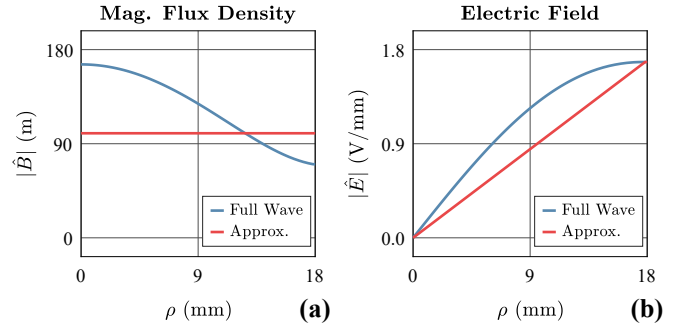 Mag. Flux Density
180
90
0
|B̂| (m)
Full Wave
Approx.
0 9 18
ρ (mm)
(a)
Electric Field
1.8
0.9
0.0
|Ê| (V/mm)
Full Wave
Approx.
0 9 18
ρ (mm)
(b)